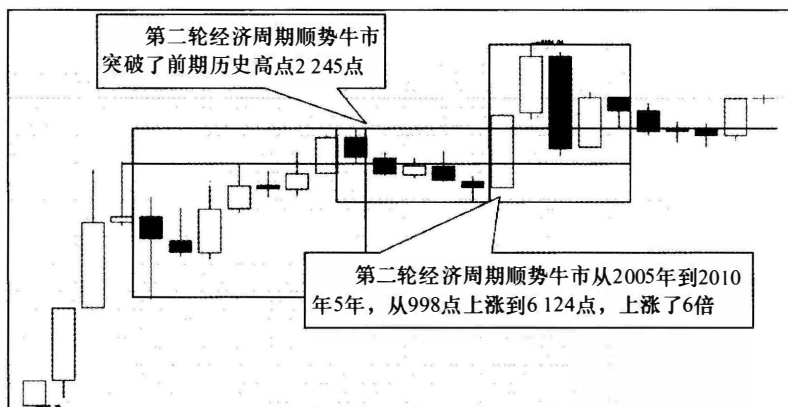 第二轮经济周期顺势牛市
突破了前期历史高点2 245点
第二轮经济周期顺势牛市从2005年到2010
年5年，从998点上涨到6 124点，上涨了6倍